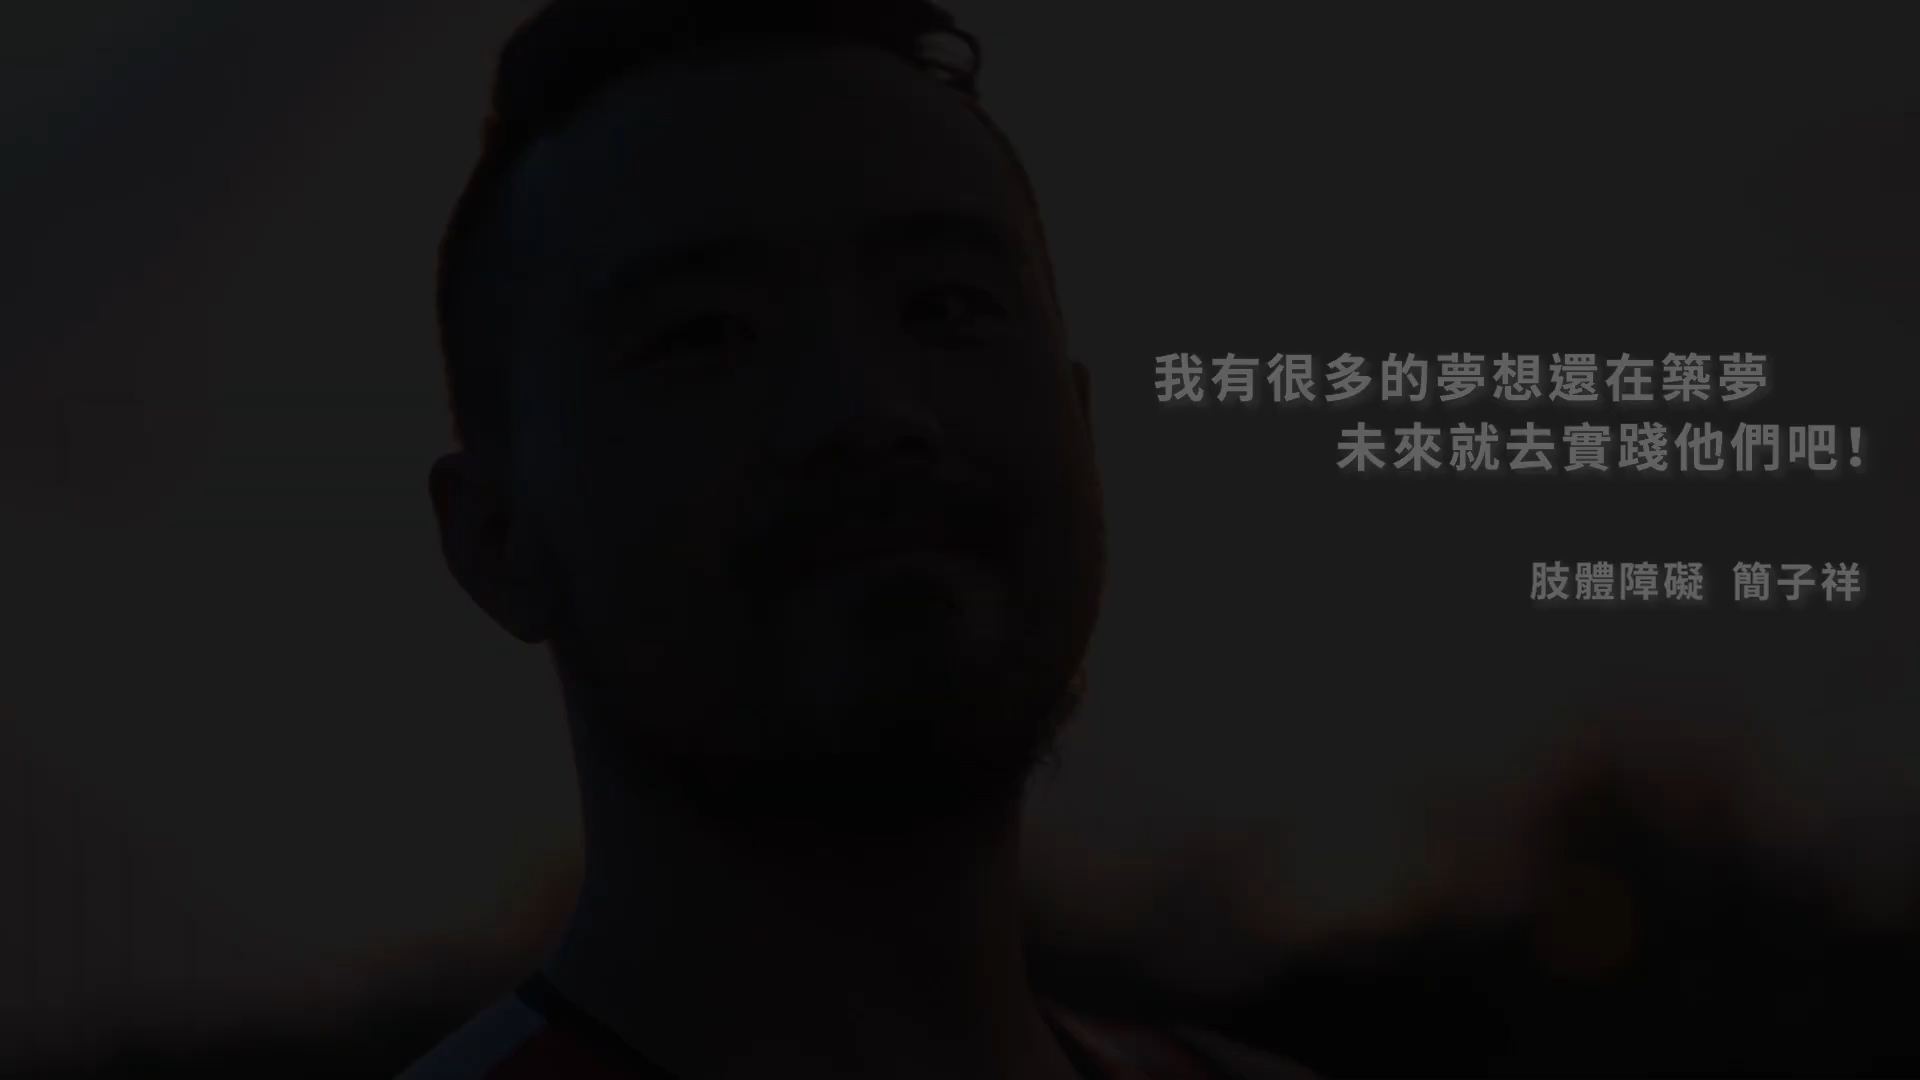 我有很多的夢想還在築夢
未來就去實踐他們吧！
肢體障礙 簡子祥